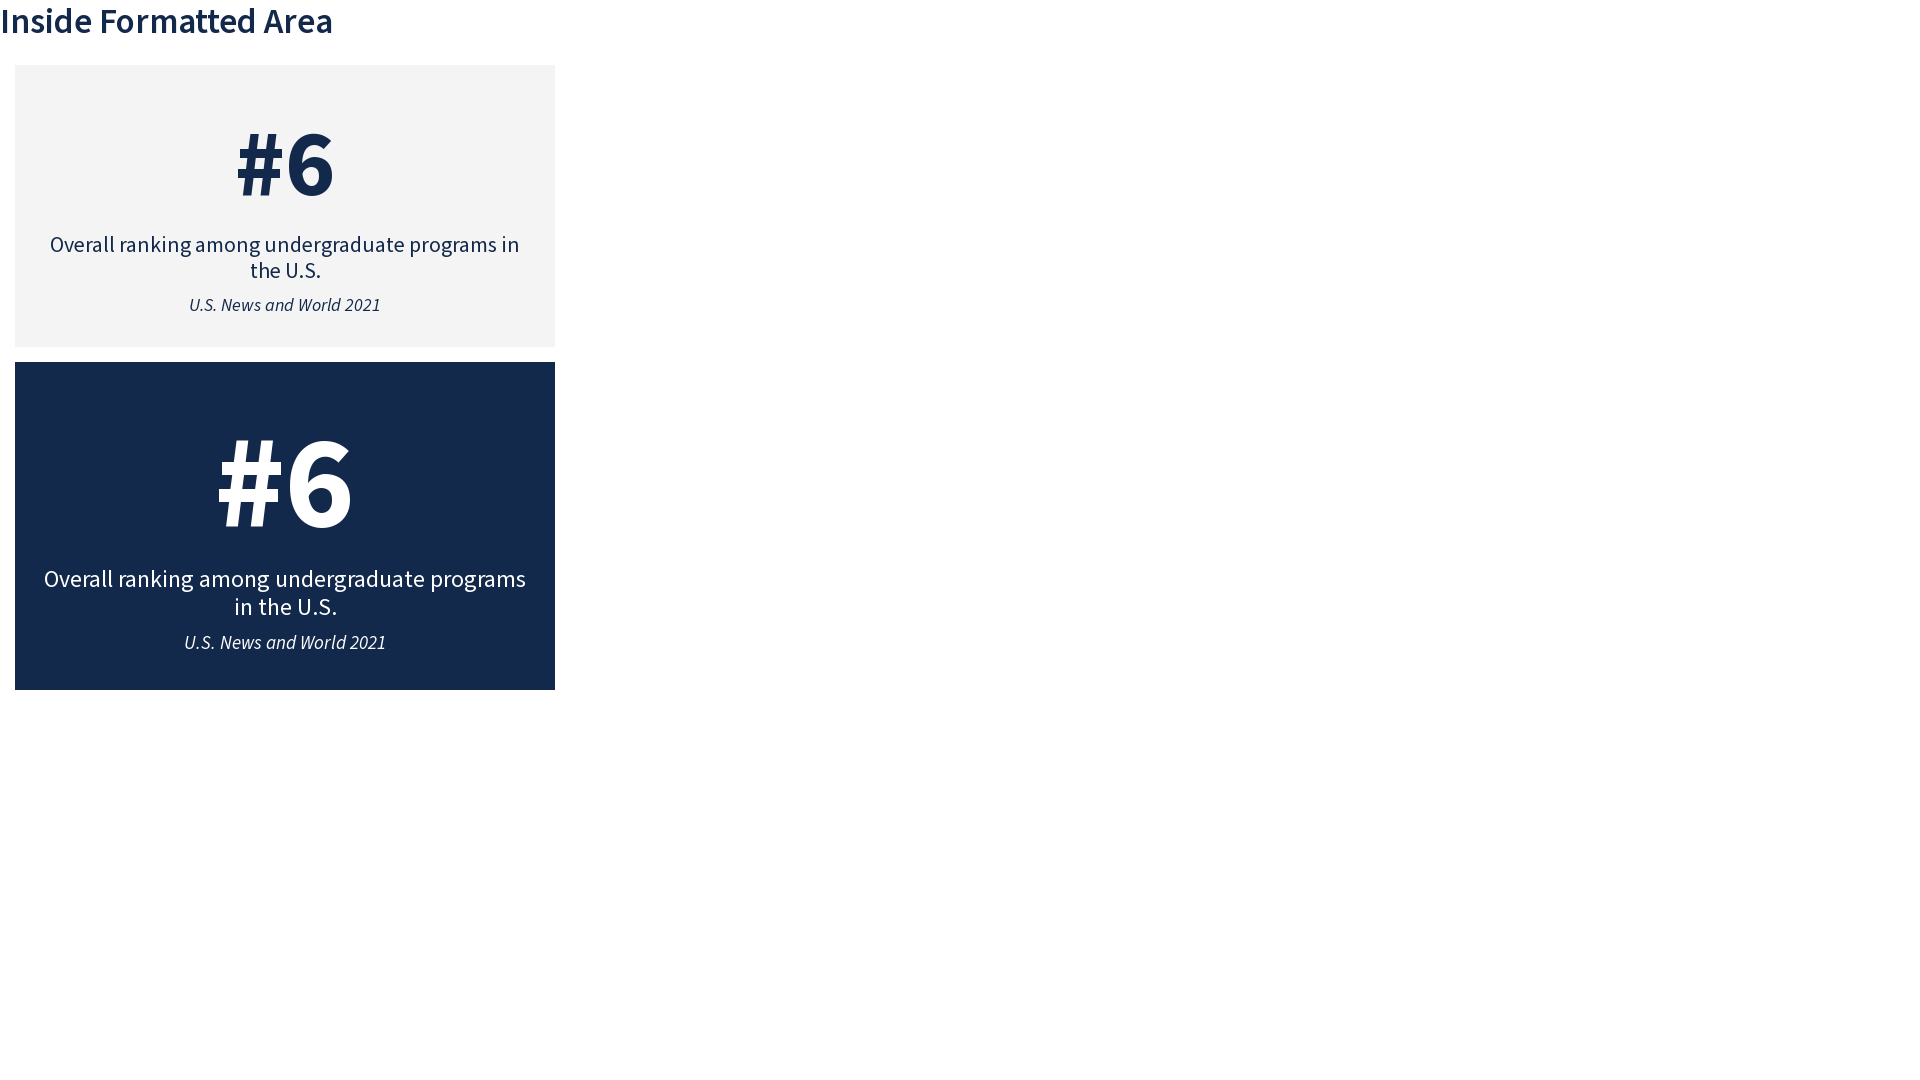 Inside Formatted Area
#6
Overall ranking among undergraduate programs in
the U.S.
U.S. News and World 2021
#6
Overall ranking among undergraduate programs
in the U.S.
U.S. News and World 2021